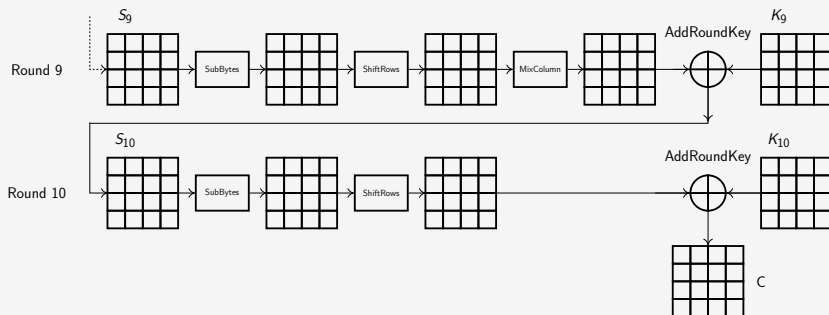 S9
K9
AddRoundKey
Round 9
SubBytes
ShiftRows
MixColumn
S10
K10
AddRoundKey
Round 10
SubBytes
ShiftRows
C